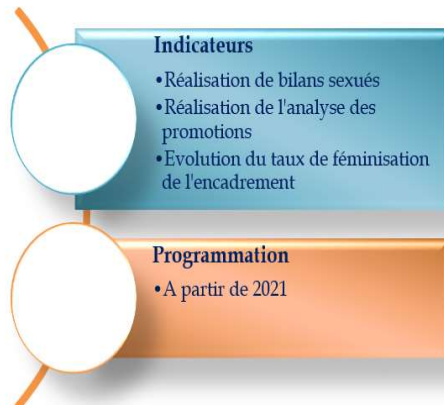 Indicateurs
•Réalisation de bilans sexués
•Réalisation de l'analyse des
promotions
•Evolution du taux de féminisation
de l'encadrement
Programmation
•A partir de 2021